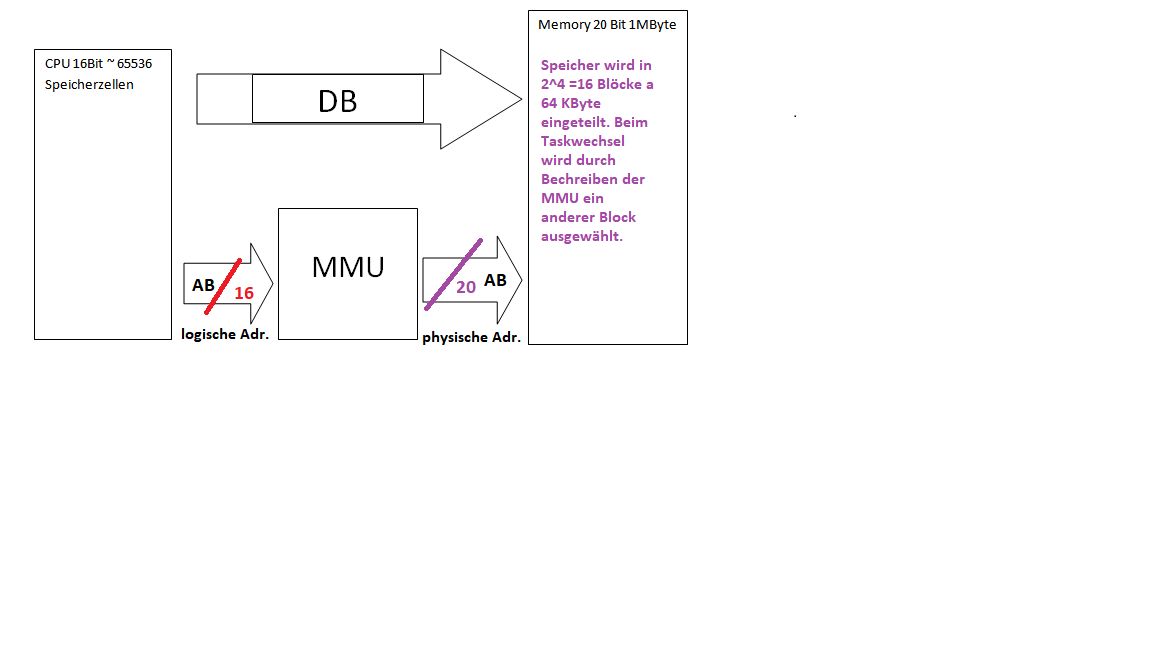 CPU 16Bit ~ 65536
Speicherzellen
DB
Memory 20 Bit 1MByte
Speicher wird in
2^4 =16 Blöcke a
64 KByte
eingeteilt. Beim
Taskwechsel
wird durch
Bechreiben der
MMU ein
anderer Block
ausgewählt.
AB
16
logische Adr.
MMU
20
AB
physische Adr.